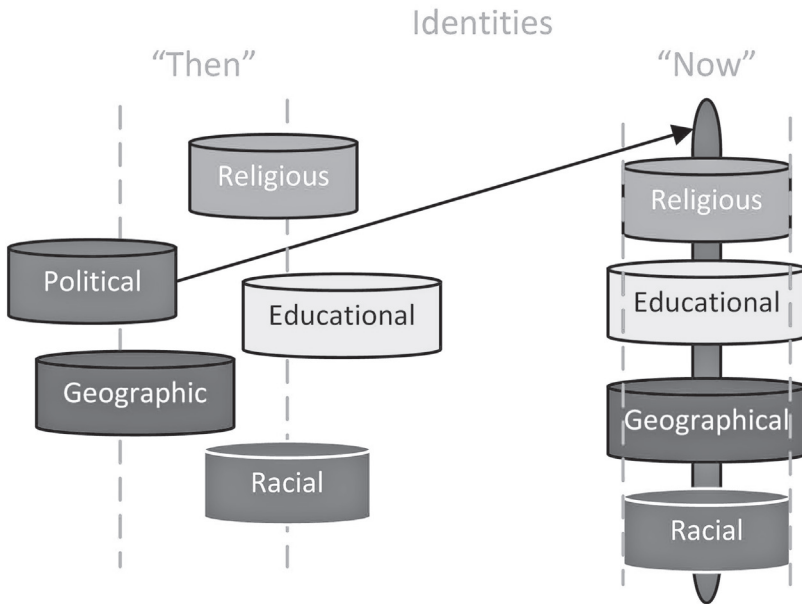 Identities
“Then”
“Now”
Religious
Political
Educational
Geographic
Racial
Religious
Educational
Geographical
Racial